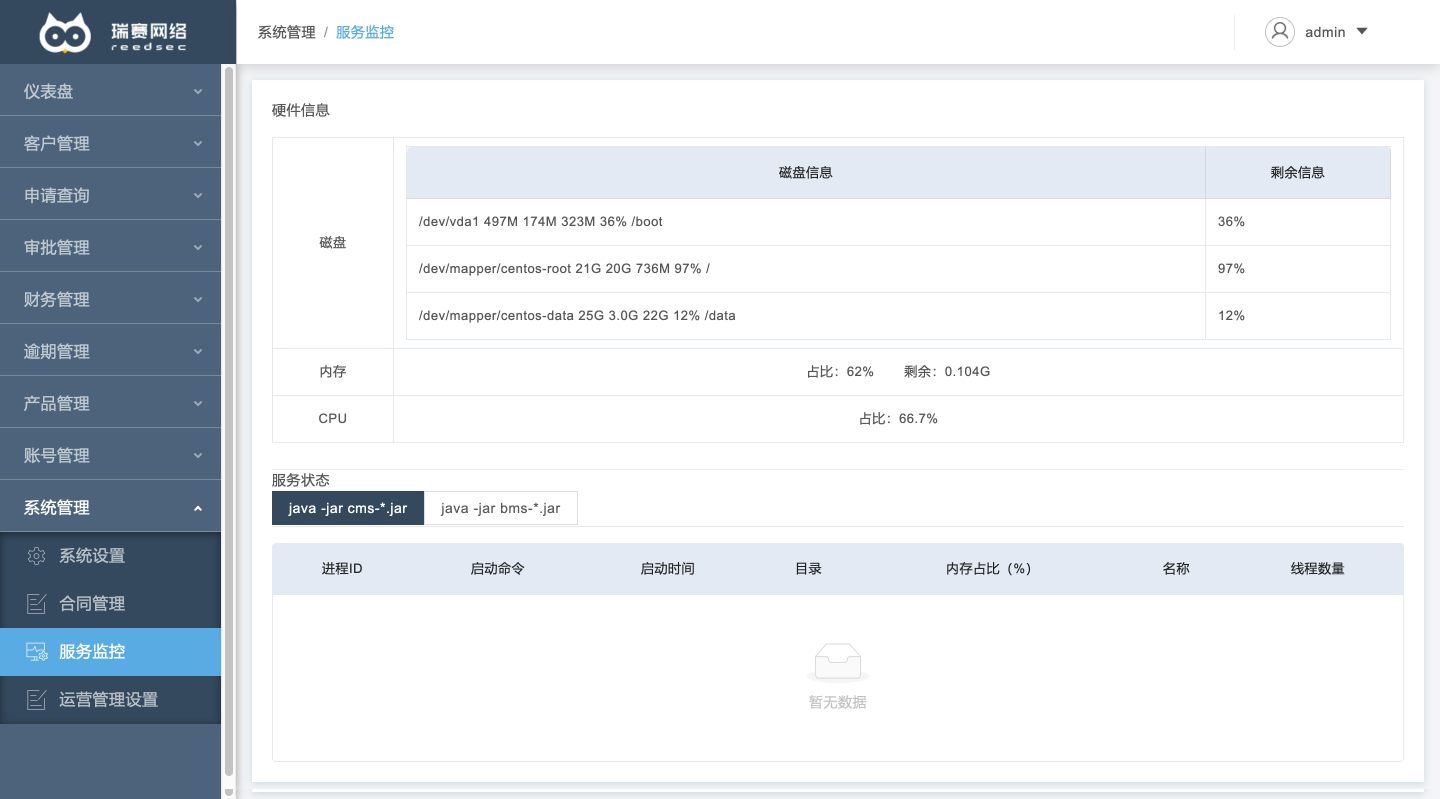 瑞赛网络
reedsec
系统管理 / 服务监控
admin
仪表盘
客户管理
申请查询
审批管理
财务管理
逾期管理
产品管理
账号管理
系统管理
系统设置
合同管理
服务监控
运营管理设置
硬件信息
磁盘
磁盘信息 剩余信息
/dev/vda1 497M 174M 323M 36% /boot 36%
/dev/mapper/centos-root 21G 20G 736M 97% / 97%
/dev/mapper/centos-data 25G 3.0G 22G 12% /data 12%
内存 占比：62% 剩余：0.104G
CPU 占比：66.7%
服务状态
java -jar cms-*.jar java -jar bms-*.jar
进程ID 启动命令 启动时间 目录 内存占比（%） 名称 线程数量
暂无数据